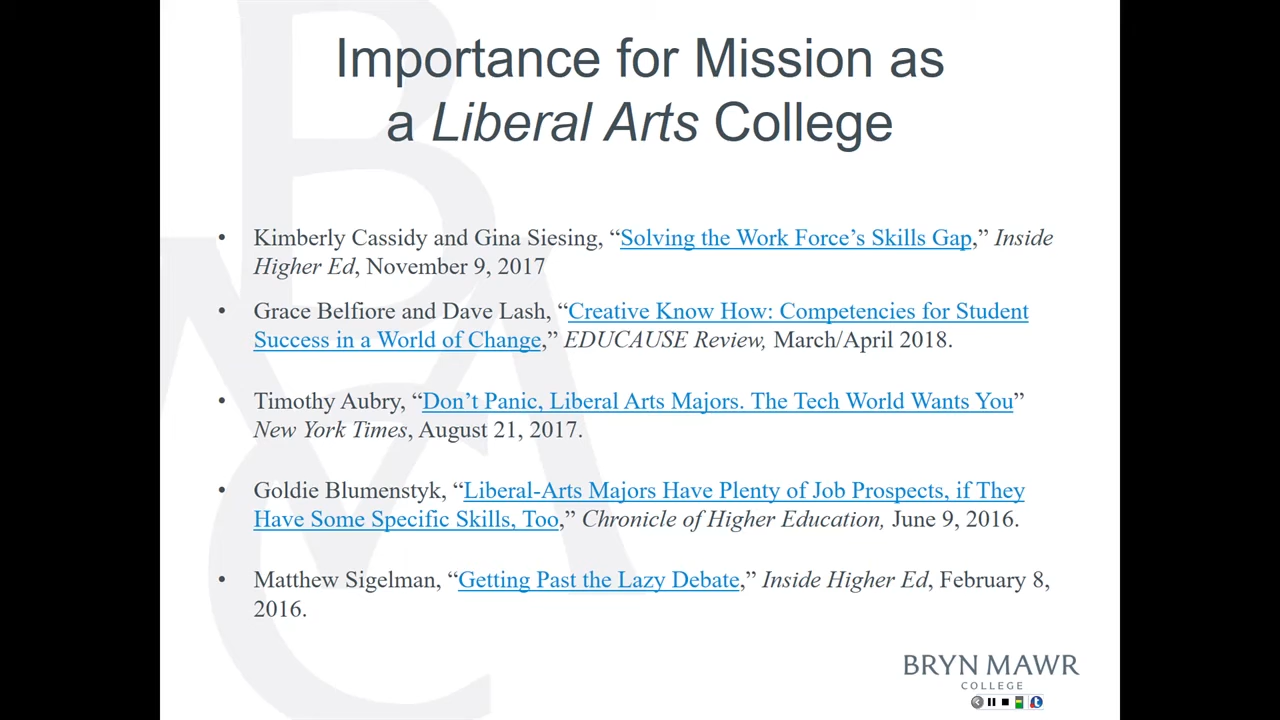 Importance for Mission as
a Liberal Arts College
• Kimberly Cassidy and Gina Siesing, “Solving the Work Force’s Skills Gap,” Inside
Higher Ed, November 9, 2017
• Grace Belfiore and Dave Lash, “Creative Know How: Competencies for Student
Success in a World of Change,” EDUCAUSE Review, March/April 2018.
• Timothy Aubry, “Don’t Panic, Liberal Arts Majors. The Tech World Wants You”
New York Times, August 21, 2017.
• Goldie Blumenstyk, “Liberal-Arts Majors Have Plenty of Job Prospects, if They
Have Some Specific Skills, Too,” Chronicle of Higher Education, June 9, 2016.
• Matthew Sigelman, “Getting Past the Lazy Debate,” Inside Higher Ed, February 8,
2016.
BRYN MAWR
COLLEGE